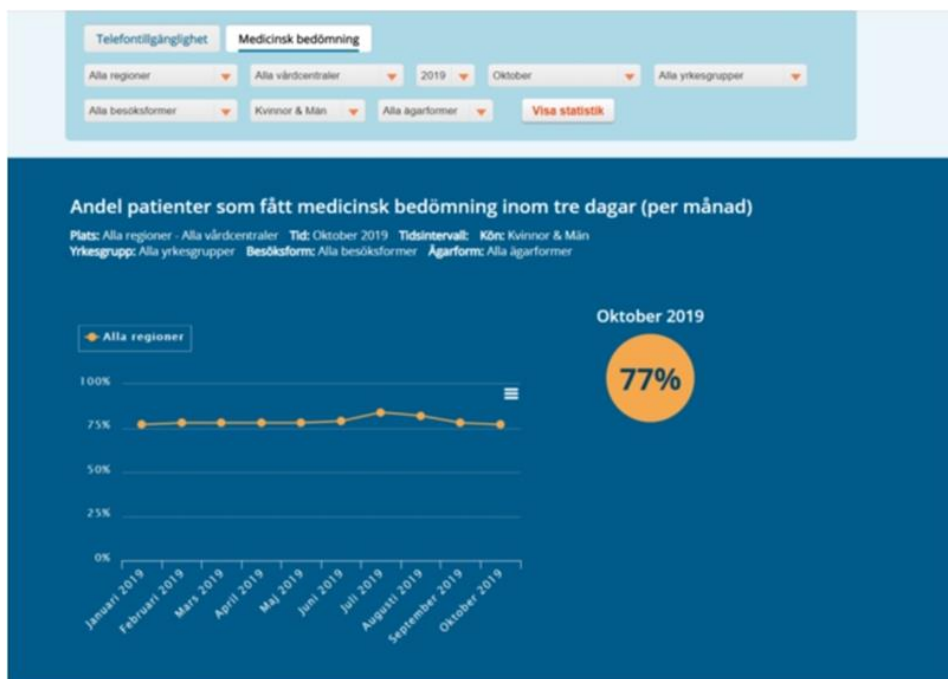 Telefontillgänglighet Medicinsk bedömning
Alla regioner Alla vårdcentraler 2019 Oktober Alla yrkesgrupper
Alla besöksformer Kvinnor & Män Alla ägarformer Visa statistik
Andel patienter som fått medicinsk bedömning inom tre dagar (per månad)
Plats: Alla regioner - Alla vårdcentraler Tid: Oktober 2019 Tidsintervall: Kön: Kvinnor & Män
Yrkesgrupp: Alla yrkesgrupper Besöksform: Alla besöksformer Ägarform: Alla ägarformer
Oktober 2019
77%
Alla regioner
100%
75%
50%
25%
0%
Januari 2019
Februari 2019
Mars 2019
April 2019
Maj 2019
Juni 2019
Juli 2019
Augusti 2019
September 2019
Oktober 2019